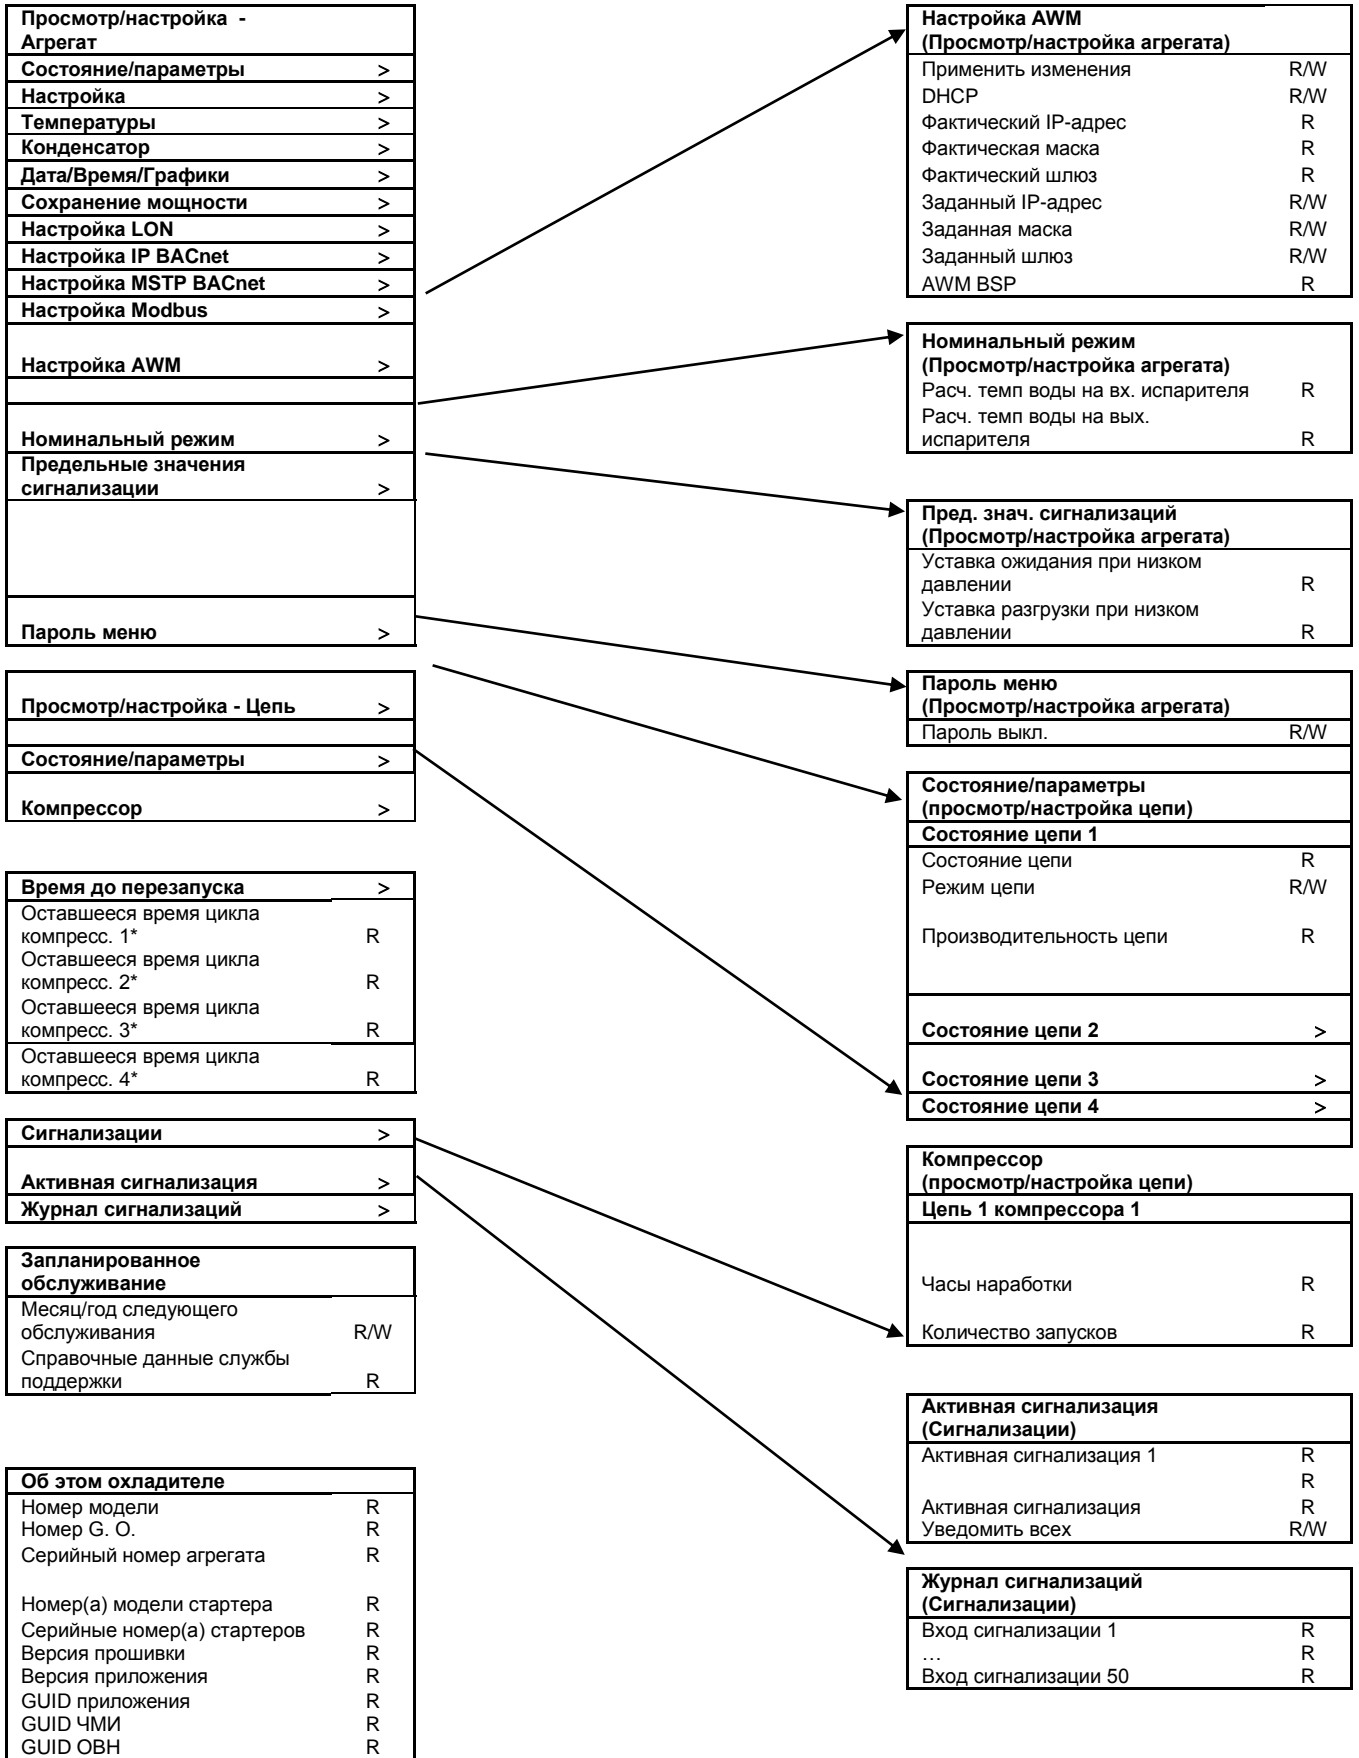 Просмотр/настройка -
Агрегат
Состояние/параметры >
Настройка >
Температуры >
Конденсатор >
Дата/Время/Графики >
Сохранение мощности >
Настройка LON >
Настройка IP BACnet >
Настройка MSTP BACnet >
Настройка Modbus >
Настройка AWM >
Номинальный режим >
Предельные значения
сигнализации >
Пароль меню >
Просмотр/настройка - Цепь >
Состояние/параметры >
Компрессор >
Время до перезапуска >
Оставшееся время цикла
компресс. 1* R
Оставшееся время цикла
компресс. 2* R
Оставшееся время цикла
компресс. 3* R
Оставшееся время цикла
компресс. 4* R
Сигнализации >
Активная сигнализация >
Журнал сигнализаций >
Запланированное
обслуживание
Месяц/год следующего
обслуживания R/W
Справочные данные службы
поддержки R
Об этом охладителе
Номер модели R
Номер G. O. R
Серийный номер агрегата R
Номер(а) модели стартера R
Серийные номер(а) стартеров R
Версия прошивки R
Версия приложения R
GUID приложения R
GUID ЧМИ R
GUID OBH R
Настройка AWM
(Просмотр/настройка агрегата)
Применить изменения R/W
DHCP R/W
Фактический IP-адрес R
Фактическая маска R
Фактический шлюз R
Заданный IP-адрес R/W
Заданная маска R/W
Заданный шлюз R/W
AWM BSP R
Номинальный режим
(Просмотр/настройка агрегата)
Расч. темп воды на вх. испарителя R
Расч. темп воды на вых.
испарителя R
Пред. знач. сигнализаций
(Просмотр/настройка агрегата)
Уставка ожидания при низком
давлении R
Уставка разгрузки при низком
давлении R
Пароль меню
(Просмотр/настройка агрегата)
Пароль выкл. R/W
Состояние/параметры
(просмотр/настройка цепи)
Состояние цепи 1
Состояние цепи R
Режим цепи R/W
Производительность цепи R
Состояние цепи 2 >
Состояние цепи 3 >
Состояние цепи 4 >
Компрессор
(просмотр/настройка цепи)
Цепь 1 компрессора 1
Часы наработки R
Количество запусков R
Активная сигнализация
(Сигнализации)
Активная сигнализация 1 R
R
Активная сигнализация R
Уведомить всех R/W
Журнал сигнализаций
(Сигнализации)
Вход сигнализации 1 R
… R
Вход сигнализации 50 R